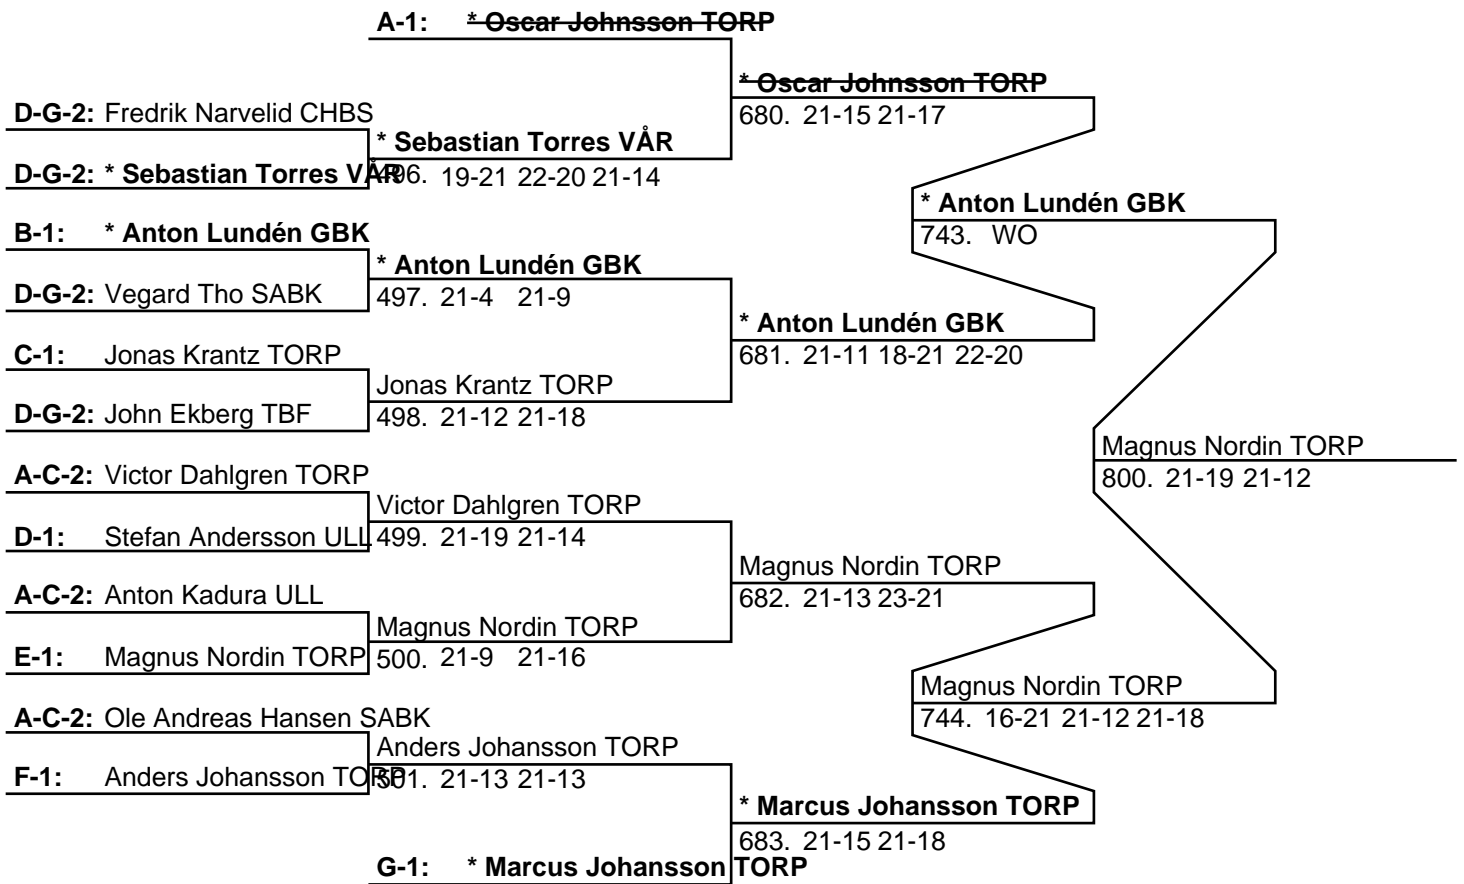 A-1: * Oscar Johnsson TORP
* Oscar Johnsson TORP
680. 21-15 21-17
D-G-2: Fredrik Narvelid CHBS
* Sebastian Torres VÅR
D-G-2: * Sebastian Torres VÅR
496. 19-21 22-20 21-14
* Anton Lundén GBK
743. WO
B-1: * Anton Lundén GBK
* Anton Lundén GBK
D-G-2: Vegard Tho SABK
497. 21-4 21-9
* Anton Lundén GBK
681. 21-11 18-21 22-20
C-1: Jonas Krantz TORP
Jonas Krantz TORP
D-G-2: John Ekberg TBF
498. 21-12 21-18
Magnus Nordin TORP
800. 21-19 21-12
A-C-2: Victor Dahlgren TORP
Victor Dahlgren TORP
D-1: Stefan Andersson ULL
499. 21-19 21-14
Magnus Nordin TORP
682. 21-13 23-21
A-C-2: Anton Kadura ULL
Magnus Nordin TORP
E-1: Magnus Nordin TORP
500. 21-9 21-16
Magnus Nordin TORP
744. 16-21 21-12 21-18
A-C-2: Ole Andreas Hansen SABK
Anders Johansson TORP
F-1: Anders Johansson TORP
501. 21-13 21-13
* Marcus Johansson TORP
683. 21-15 21-18
G-1: * Marcus Johansson TORP